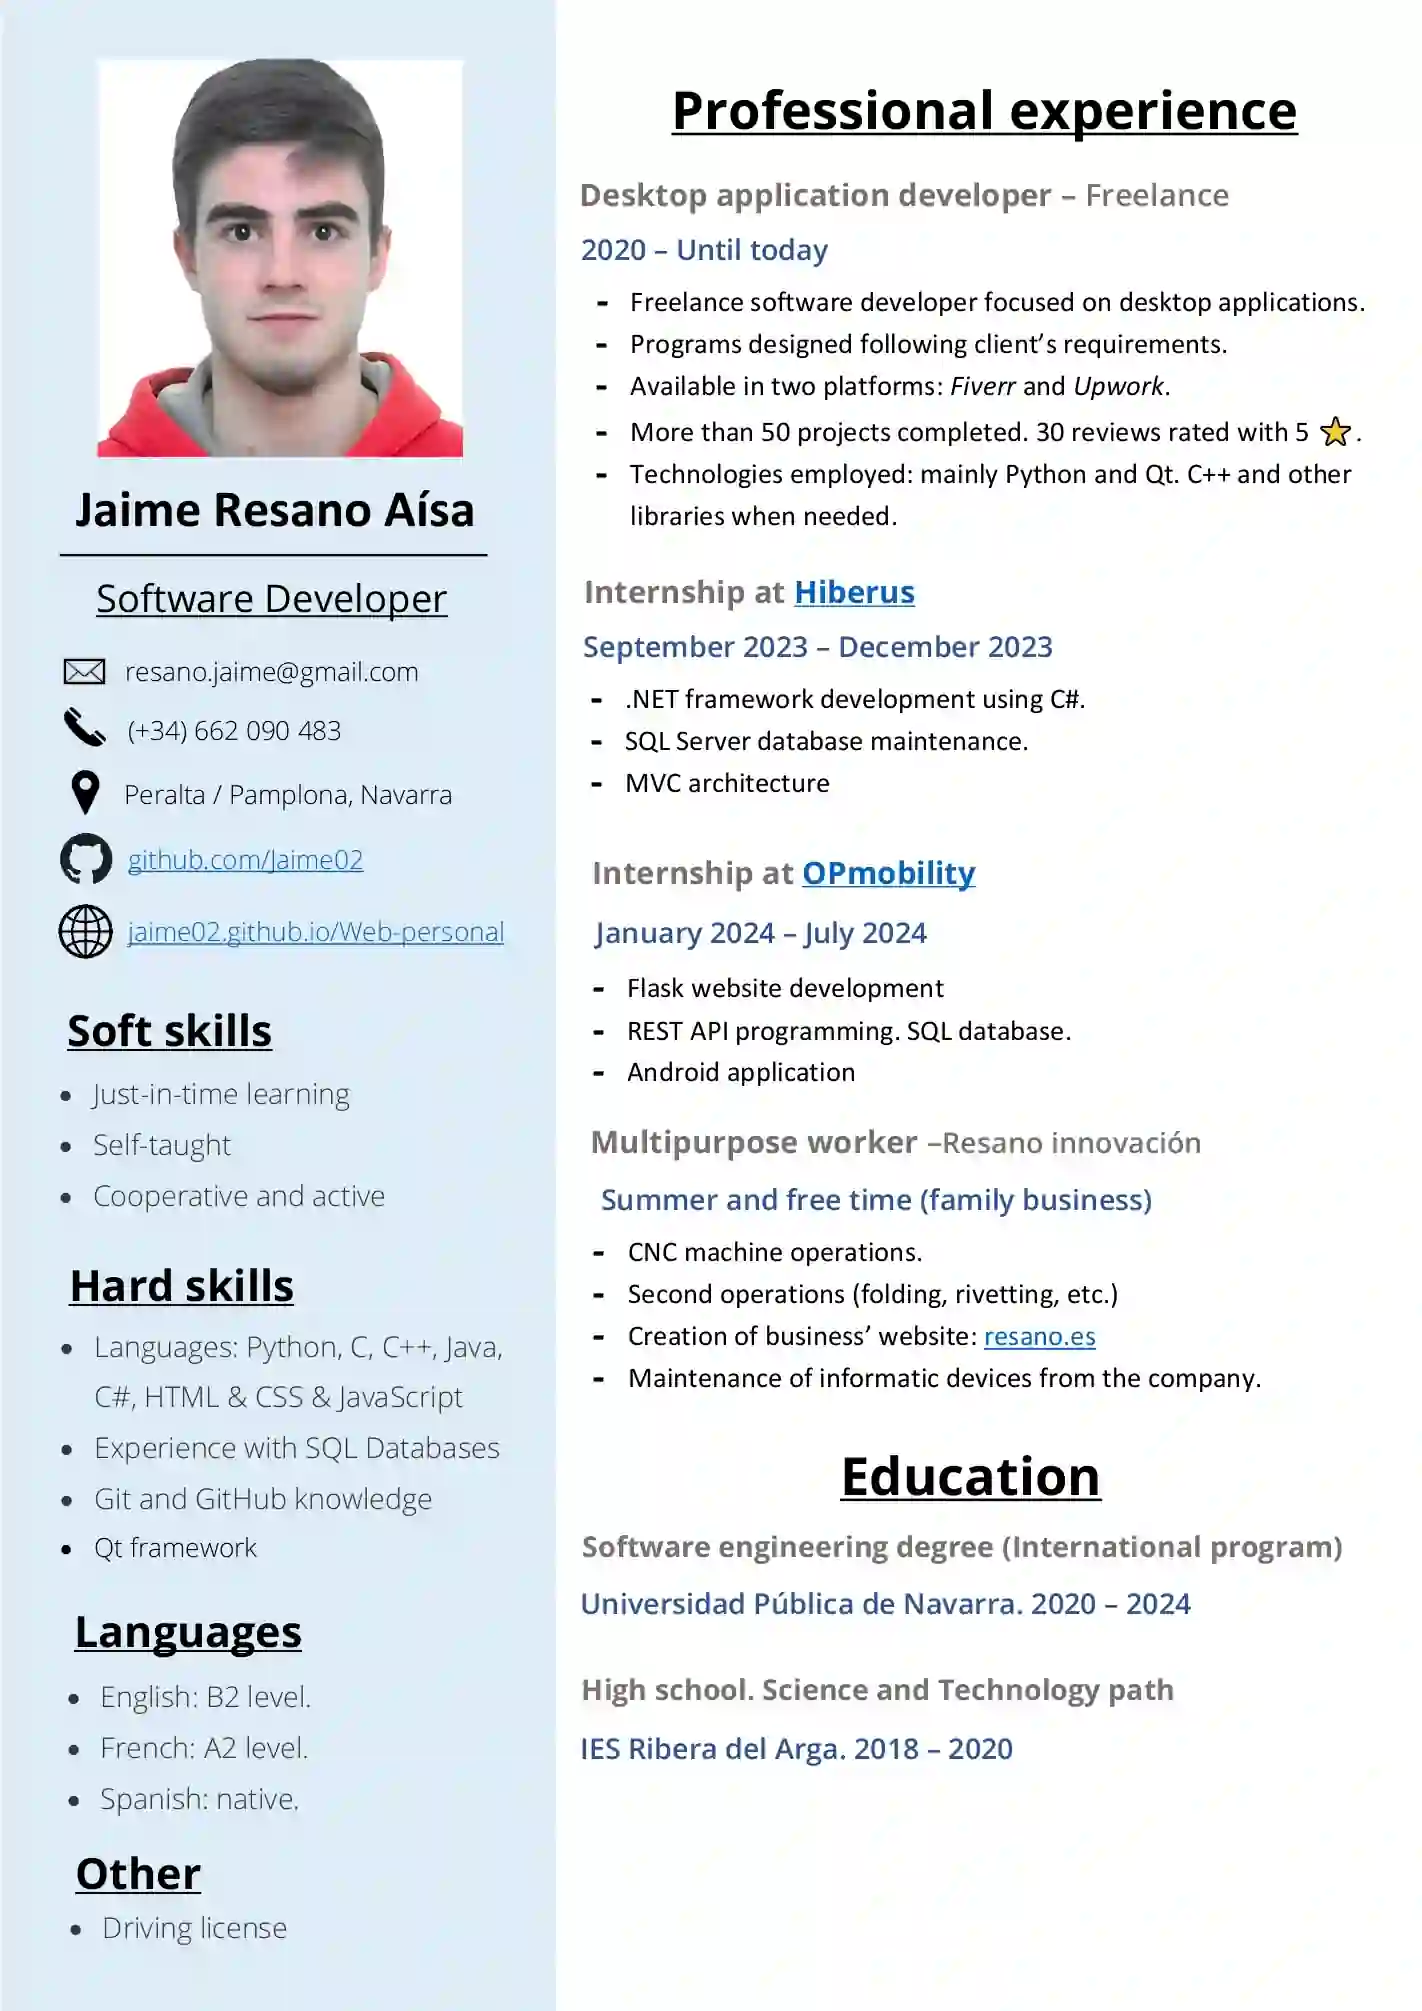 Jaime Resano Aísa
Software Developer
resano.jaime@gmail.com
(+34) 662 090 483
Peralta / Pamplona, Navarra
github.com/Jaime02
jaime02.github.io/Web-personal
Soft skills
• Just-in-time learning
• Self-taught
• Cooperative and active
Hard skills
• Languages: Python, C, C++, Java,
C#, HTML & CSS & JavaScript
• Experience with SQL Databases
• Git and GitHub knowledge
• Qt framework
Languages
• English: B2 level.
• French: A2 level.
• Spanish: native.
Other
• Driving license
Professional experience
Desktop application developer – Freelance
2020 – Until today
- Freelance software developer focused on desktop applications.
- Programs designed following client’s requirements.
- Available in two platforms: Fiverr and Upwork.
- More than 50 projects completed. 30 reviews rated with 5 ⭐.
- Technologies employed: mainly Python and Qt. C++ and other
libraries when needed.
Internship at Hiberus
September 2023 – December 2023
- .NET framework development using C#.
- SQL Server database maintenance.
- MVC architecture
Internship at OPmobility
January 2024 – July 2024
- Flask website development
- REST API programming. SQL database.
- Android application
Multipurpose worker –Resano innovación
Summer and free time (family business)
- CNC machine operations.
- Second operations (folding, rivetting, etc.)
- Creation of business’ website: resano.es
- Maintenance of informatic devices from the company.
Education
Software engineering degree (International program)
Universidad Pública de Navarra. 2020 – 2024
High school. Science and Technology path
IES Ribera del Arga. 2018 – 2020